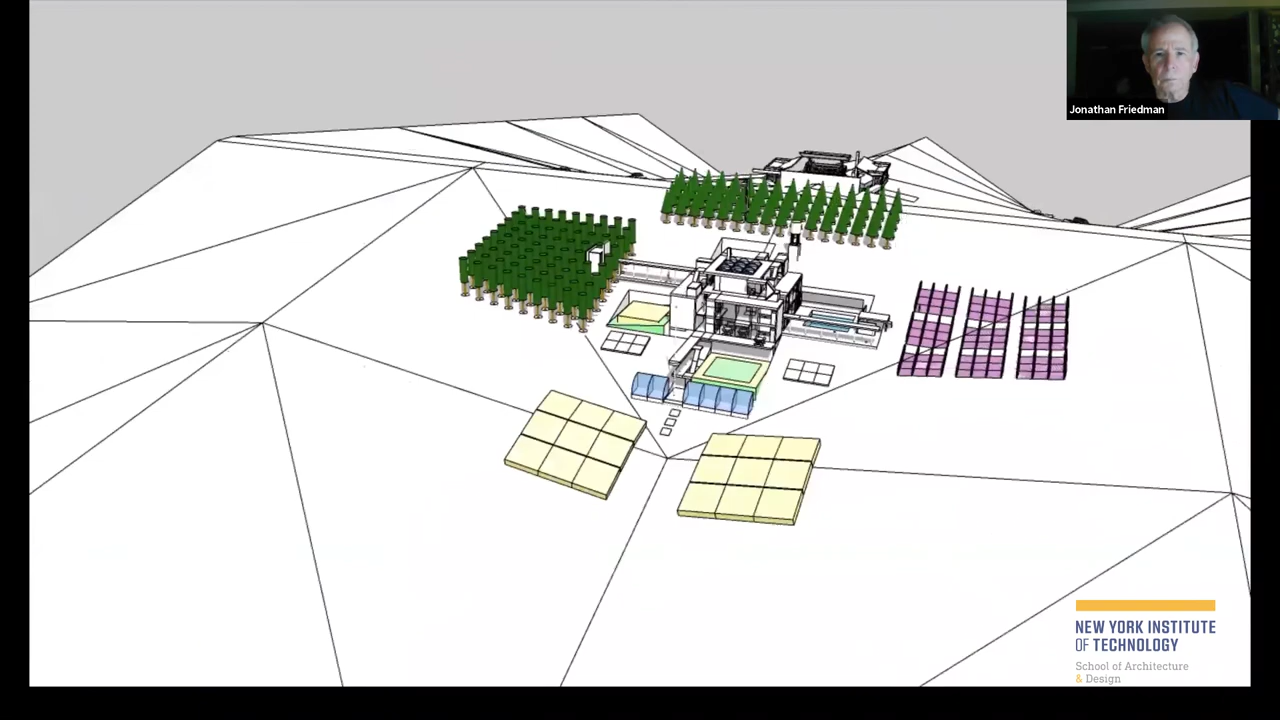 Jonathan Friedman
NEW YORK INSTITUTE
OF TECHNOLOGY
School of Architecture
& Design